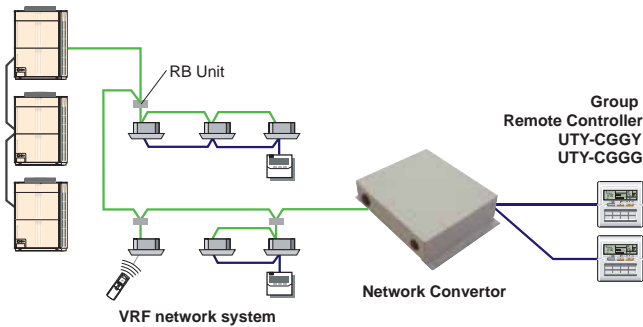 RB Unit
Group
Remote Controller
UTY-CGGY
UTY-CGGG
Network Convertor
VRF network system